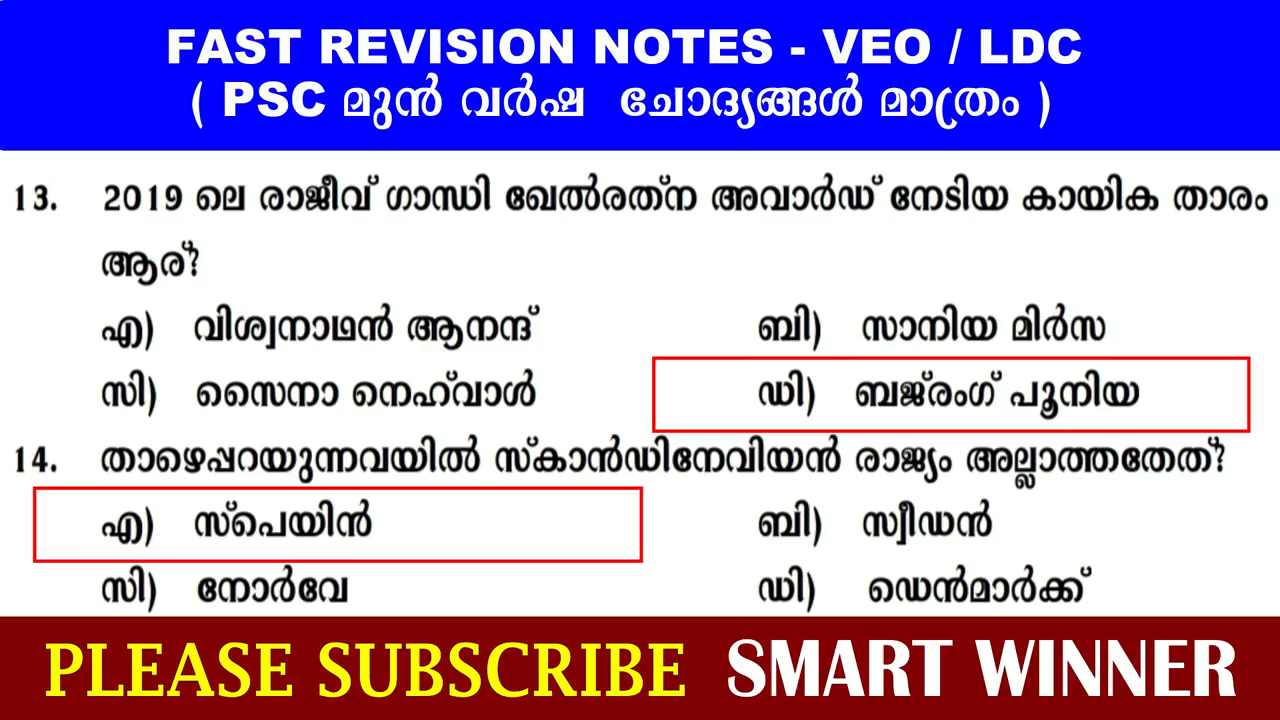 FAST REVISION NOTES - VEO / LDC
( PSC മുൻ വർഷ ചോദ്യങ്ങൾ മാത്രം )
13. 2019 ലെ രാജീവ് ഗാന്ധി ഖേൽരത്ന അവാർഡ് നേടിയ കായിക താരം
ആര്?
എ) വിശ്വനാഥൻ ആനന്ദ് ബി) സാനിയ മിർസ
സി) സൈനാ നെഹ്‌വാൾ ഡി) ബജ്‌രംഗ് പൂനിയ
14. താഴെപ്പറയുന്നവയിൽ സ്കാൻഡിനേവിയൻ രാജ്യം അല്ലാത്തതേത്?
എ) സ്പെയിൻ ബി) സ്വീഡൻ
സി) നോർവേ ഡി) ഡെൻമാർക്ക്
PLEASE SUBSCRIBE SMART WINNER